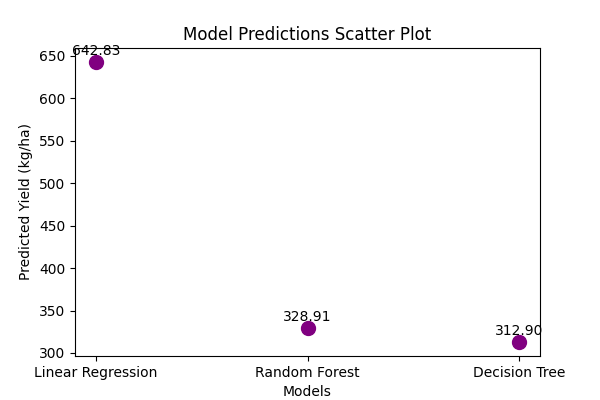 Model Predictions Scatter Plot
642.83
650
600
550
500
450
400
350
300
Predicted Yield (kg/ha)
328.91
312.90
Linear Regression
Random Forest
Decision Tree
Models